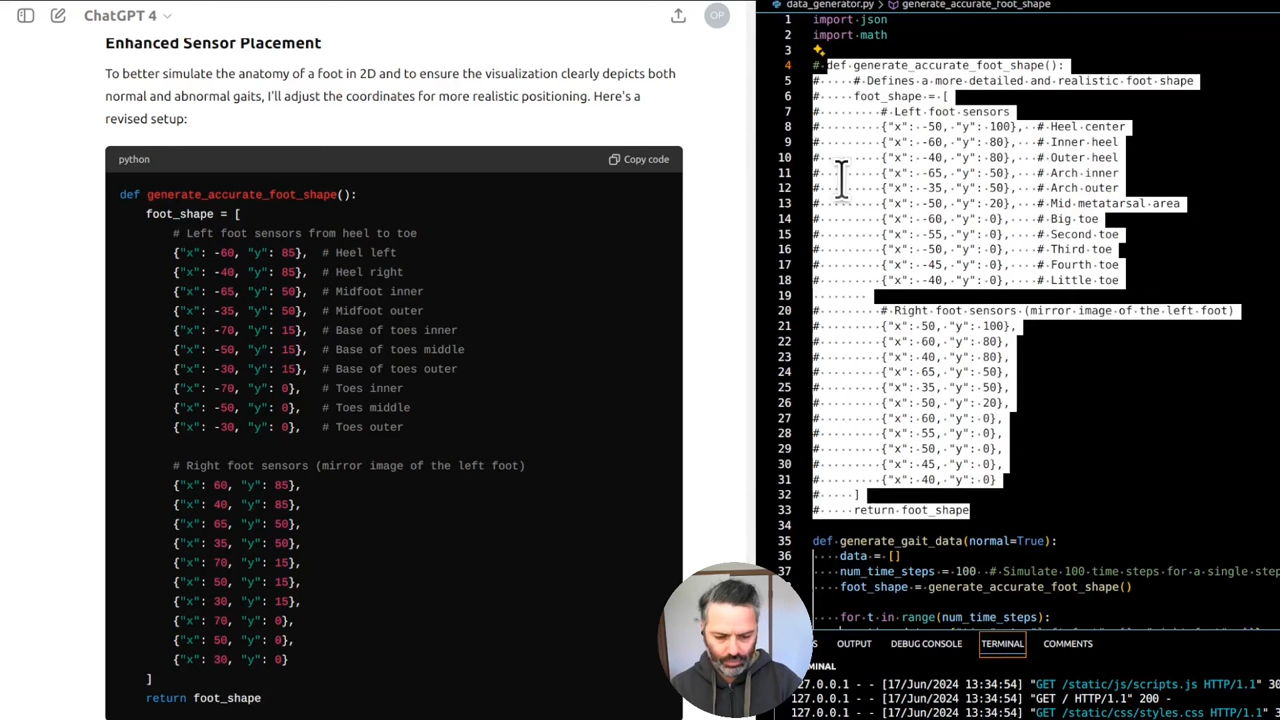 ChatGPT 4
OP
Enhanced Sensor Placement
To better simulate the anatomy of a foot in 2D and to ensure the visualization clearly depicts both
normal and abnormal gaits, I'll adjust the coordinates for more realistic positioning. Here's a
revised setup:
python
Copy code
def generate_accurate_foot_shape():
foot_shape = [
# Left foot sensors from heel to toe
{"x": -60, "y": 85}, # Heel left
{"x": -40, "y": 85}, # Heel right
{"x": -65, "y": 50}, # Midfoot inner
{"x": -35, "y": 50}, # Midfoot outer
{"x": -70, "y": 15}, # Base of toes inner
{"x": -50, "y": 15}, # Base of toes middle
{"x": -30, "y": 15}, # Base of toes outer
{"x": -70, "y": 0}, # Toes inner
{"x": -50, "y": 0}, # Toes middle
{"x": -30, "y": 0}, # Toes outer
# Right foot sensors (mirror image of the left foot)
{"x": 60, "y": 85},
{"x": 40, "y": 85},
{"x": 65, "y": 50},
{"x": 35, "y": 50},
{"x": 70, "y": 15},
{"x": 50, "y": 15},
{"x": 30, "y": 15},
{"x": 70, "y": 0},
{"x": 50, "y": 0},
{"x": 30, "y": 0}
]
return foot_shape
data_generator.py > generate_accurate_foot_shape
1 import json
2 import math
3
4 # def generate_accurate_foot_shape():
5 # # Defines a more detailed and realistic foot shape
6 # foot_shape = [
7 # # Left foot sensors
8 # {"x": -50, "y": 100}, # Heel center
9 # {"x": -60, "y": 80}, # Inner heel
10 # {"x": -40, "y": 80}, # Outer heel
11 # {"x": -65, "y": 50}, # Arch inner
12 # {"x": -35, "y": 50}, # Arch outer
13 # {"x": -50, "y": 20}, # Mid metatarsal area
14 # {"x": -60, "y": 0}, # Big toe
15 # {"x": -55, "y": 0}, # Second toe
16 # {"x": -50, "y": 0}, # Third toe
17 # {"x": -45, "y": 0}, # Fourth toe
18 # {"x": -40, "y": 0}, # Little toe
19 #
20 # # Right foot sensors (mirror image of the left foot)
21 # {"x": 50, "y": 100},
22 # {"x": 60, "y": 80},
23 # {"x": 40, "y": 80},
24 # {"x": 65, "y": 50},
25 # {"x": 35, "y": 50},
26 # {"x": 50, "y": 20},
27 # {"x": 60, "y": 0},
28 # {"x": 55, "y": 0},
29 # {"x": 50, "y": 0},
30 # {"x": 45, "y": 0},
31 # {"x": 40, "y": 0}
32 # ]
33 # return foot_shape
34
35 def generate_gait_data(normal=True):
36 data = []
37 num_time_steps = 100 # Simulate 100 time steps for a single step
38 foot_shape = generate_accurate_foot_shape()
for t in range(num_time_steps):
OUTPUT DEBUG CONSOLE TERMINAL COMMENTS
127.0.0.1 - - [17/Jun/2024 13:34:54] "GET /static/js/scripts.js HTTP/1.1" 30
127.0.0.1 - - [17/Jun/2024 13:34:54] "GET / HTTP/1.1" 200 -
127.0.0.1 - - [17/Jun/2024 13:34:54] "GET /static/css/styles.css HTTP/1.1" 3